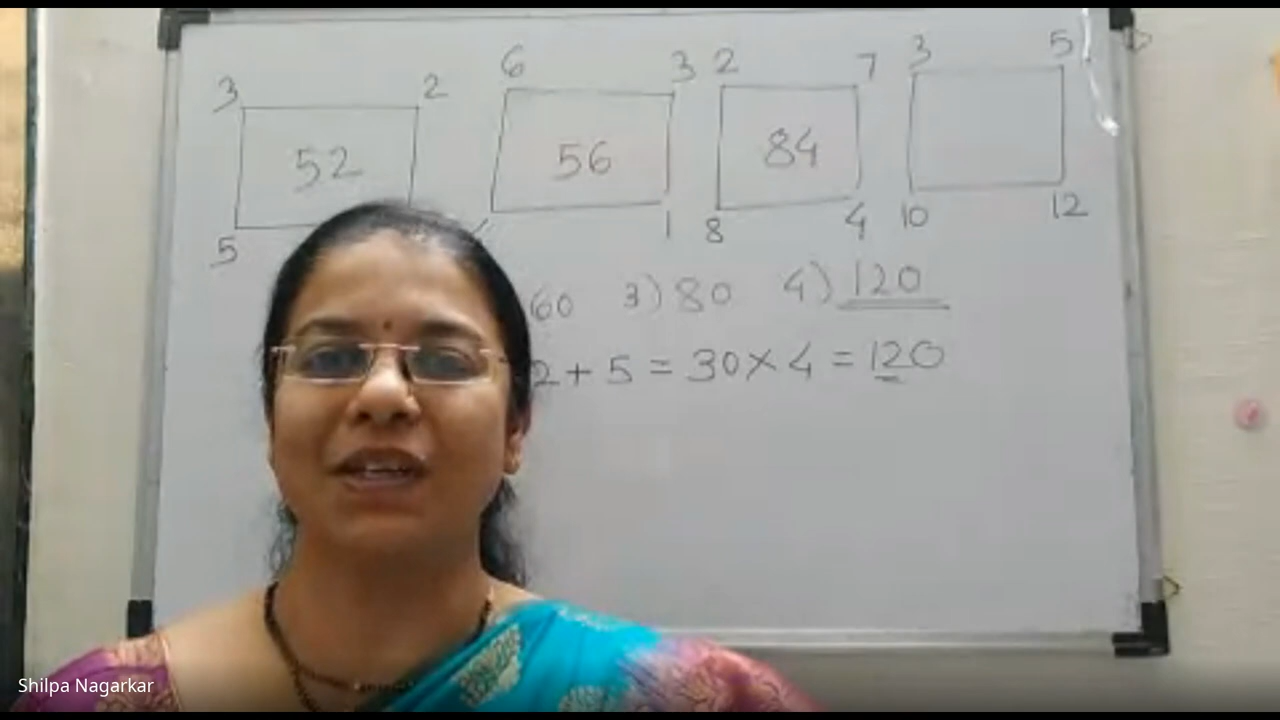 3 2 6 3 2 7 3 5
52 56 84
5 1 8 4 10 12
60 3) 80 4) 120
2 + 5 = 30 × 4 = 120
Shilpa Nagarkar